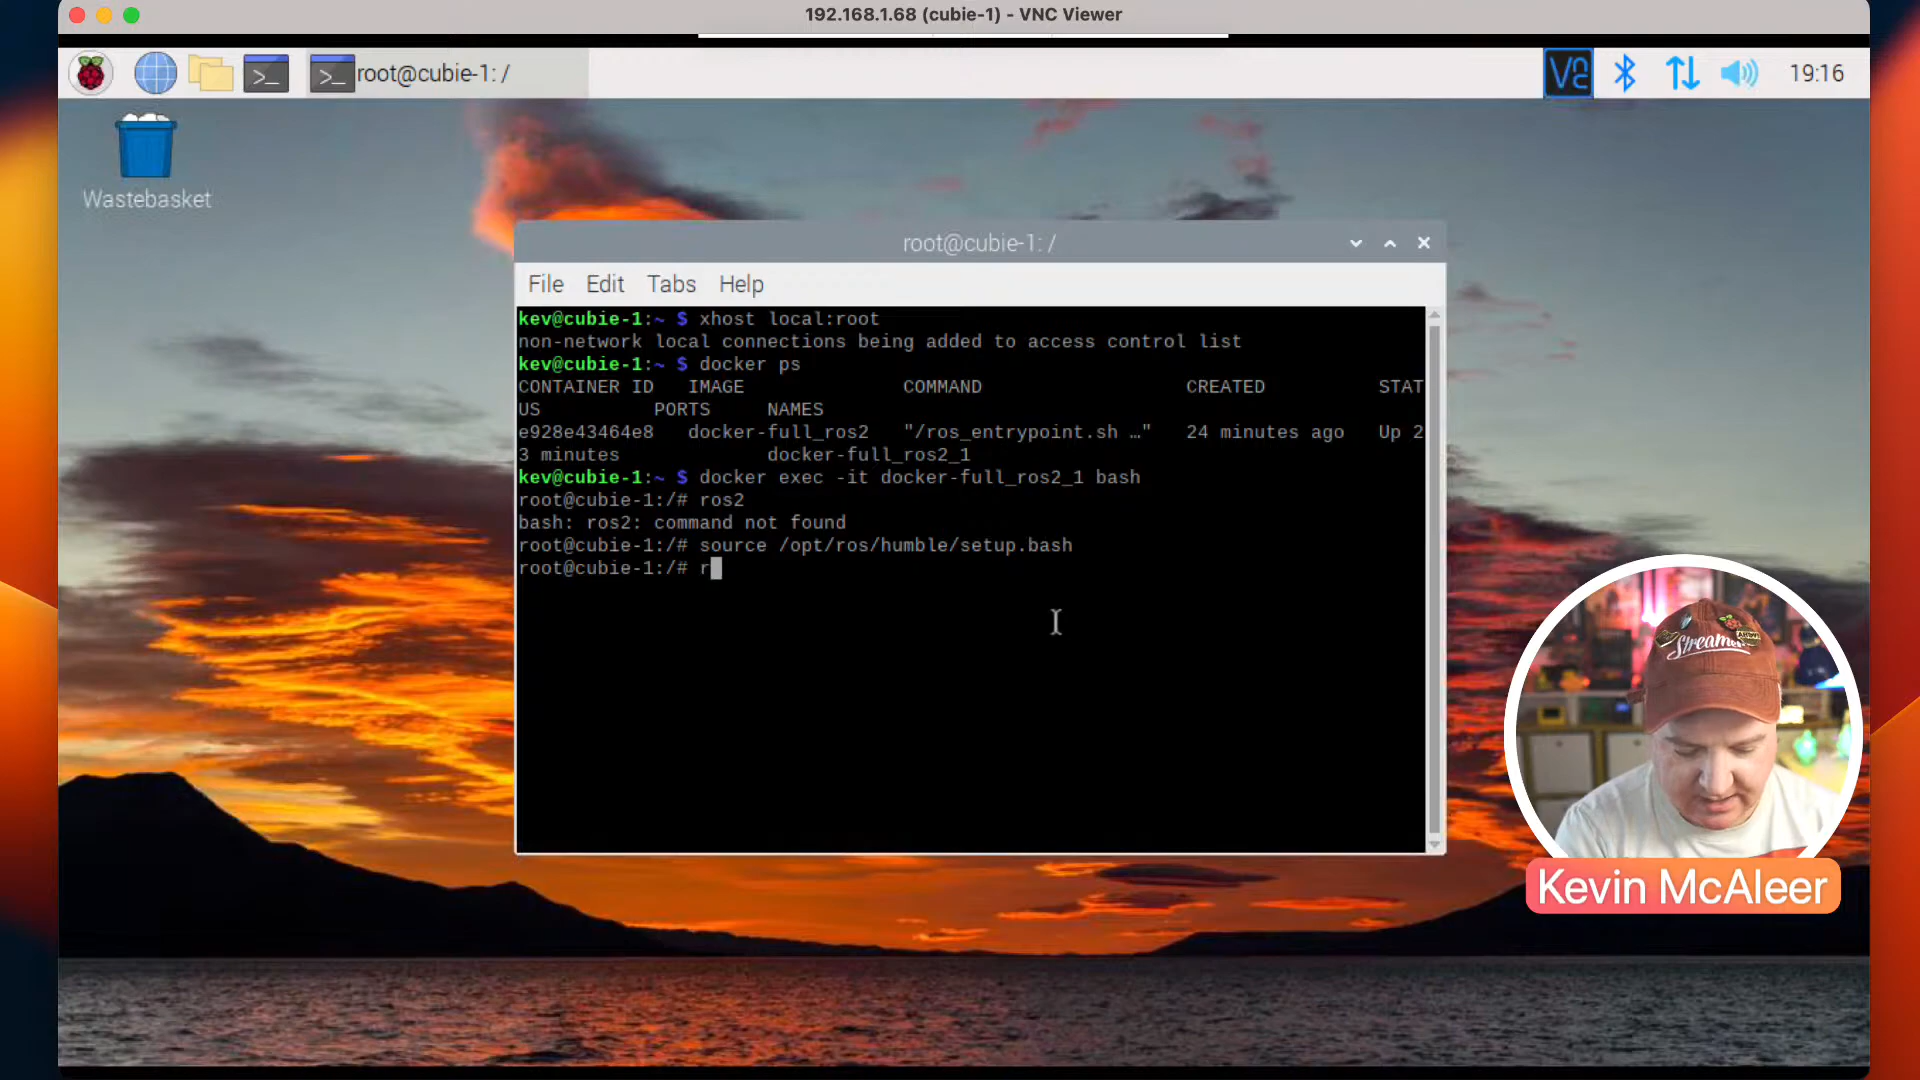 192.168.1.68 (cubie-1) - VNC Viewer
root@cubie-1: /
19:16
Wastebasket
root@cubie-1: /
File Edit Tabs Help
kev@cubie-1:~ $ xhost local:root
non-network local connections being added to access control list
kev@cubie-1:~ $ docker ps
CONTAINER ID   IMAGE             COMMAND                  CREATED          STAT
US          PORTS     NAMES
e928e43464e8   docker-full_ros2   "/ros_entrypoint.sh …"   24 minutes ago   Up 2
3 minutes             docker-full_ros2_1
kev@cubie-1:~ $ docker exec -it docker-full_ros2_1 bash
root@cubie-1:/# ros2
bash: ros2: command not found
root@cubie-1:/# source /opt/ros/humble/setup.bash
root@cubie-1:/# r
Kevin McAleer